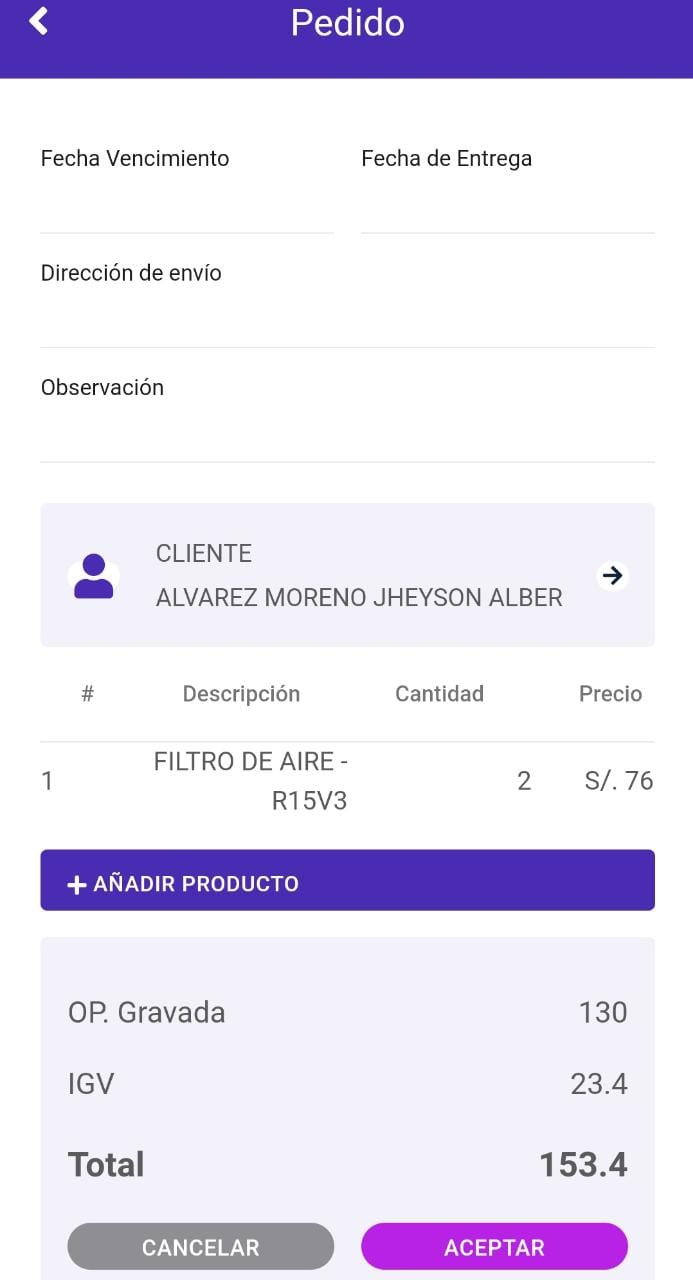 Pedido
Fecha Vencimiento Fecha de Entrega
Dirección de envío
Observación
CLIENTE
ALVAREZ MORENO JHEYSON ALBER
# Descripción Cantidad Precio
1 FILTRO DE AIRE - R15V3 2 S/. 76
AÑADIR PRODUCTO
OP. Gravada 130
IGV 23.4
Total 153.4
CANCELAR ACEPTAR